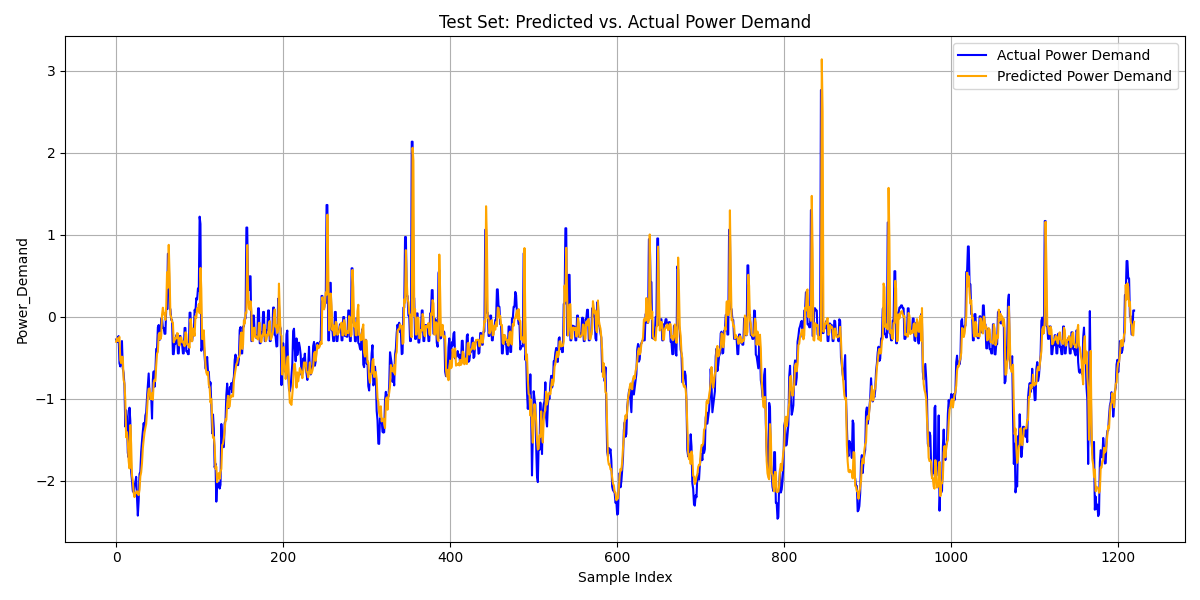 Test Set: Predicted vs. Actual Power Demand
Actual Power Demand
Predicted Power Demand
Power_Demand
3
2
1
0
−1
−2
0
200
400
600
800
1000
1200
Sample Index